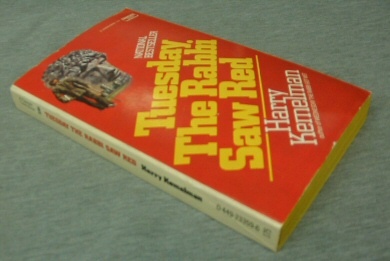 NATIONAL
BESTSELLER
Tuesday,
The Rabbi
Saw Red
Harry
Kemelman
TUESDAY THE RABBI SAW RED Harry Kemelman